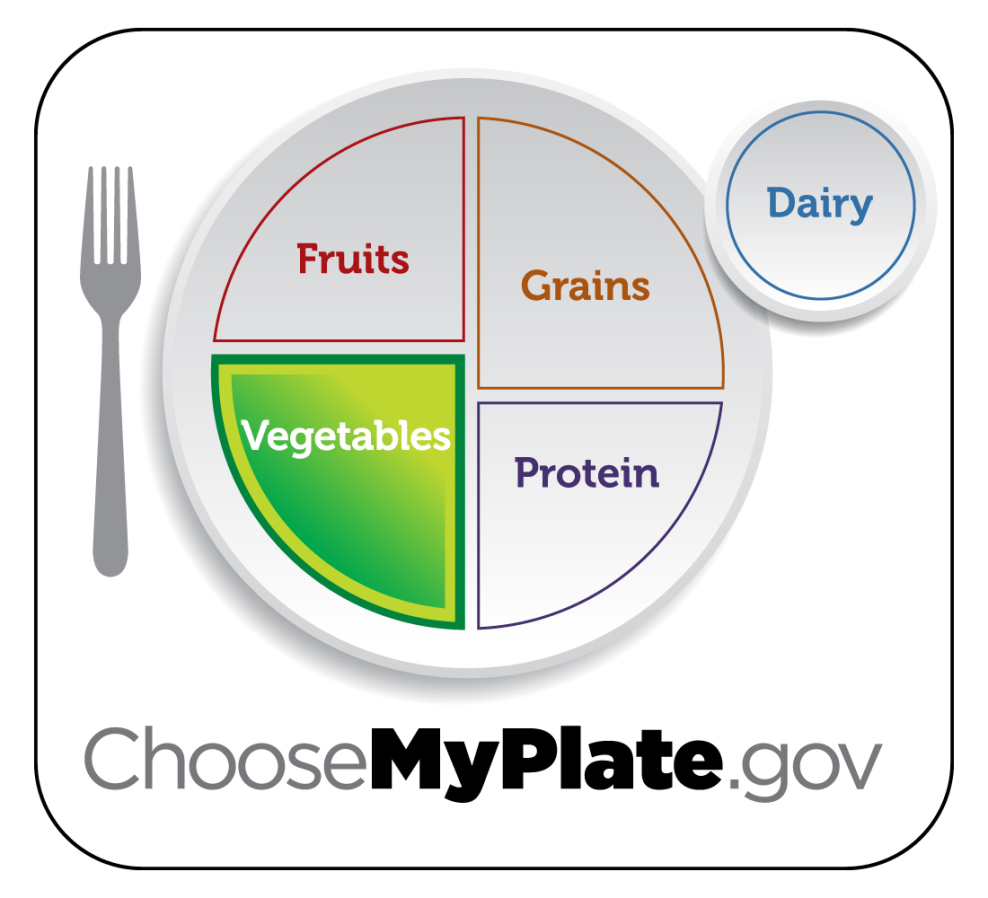 Fruits
Grains
Dairy
Vegetables
Protein
ChooseMyPlate.gov